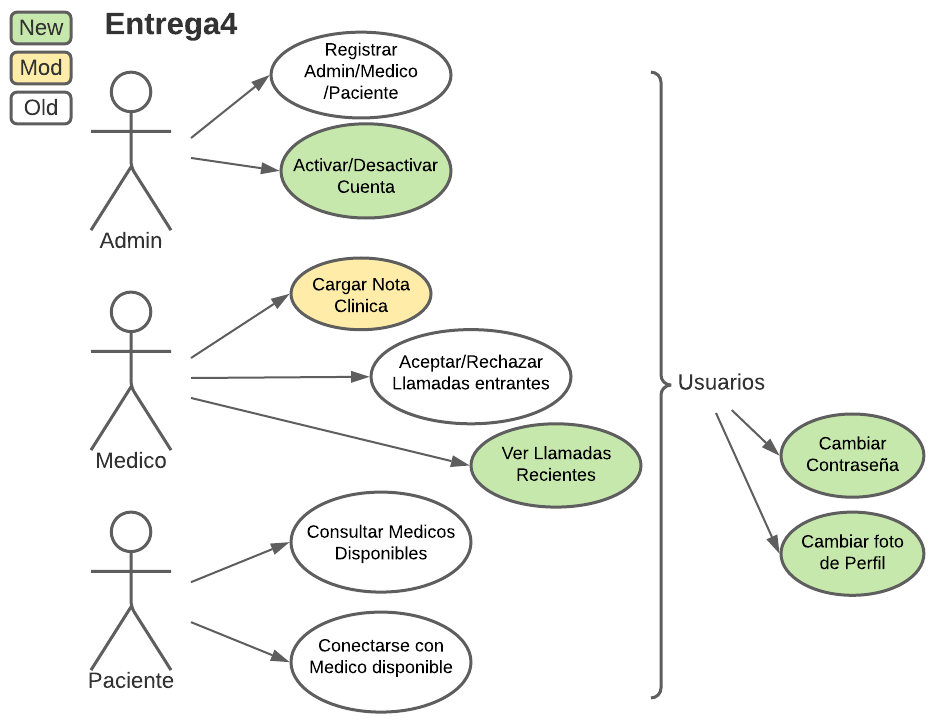 New
Mod
Old
Entrega4
Registrar
Admin/Medico
/Paciente
Activar/Desactivar
Cuenta
Admin
Cargar Nota
Clinica
Aceptar/Rechazar
Llamadas entrantes
Ver Llamadas
Recientes
Medico
Consultar Medicos
Disponibles
Conectarse con
Medico disponible
Paciente
Usuarios
Cambiar
Contraseña
Cambiar foto
de Perfil